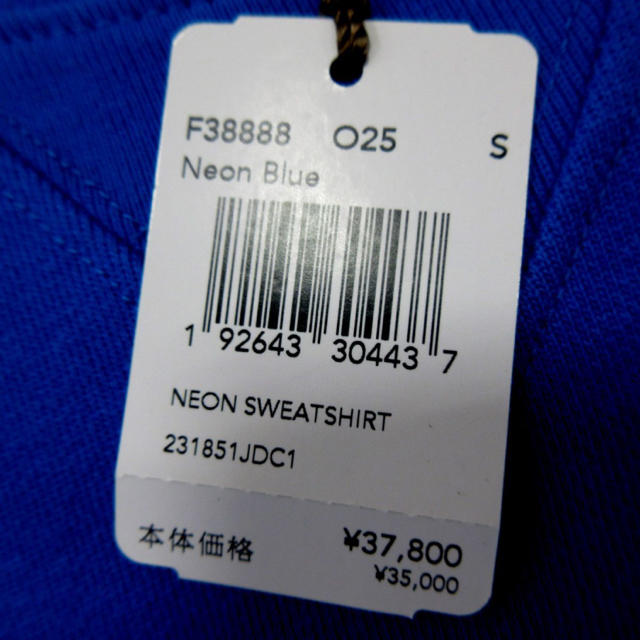 F38888 O25 S
Neon Blue
1 92643 30443 7
NEON SWEATSHIRT
231851JDC1
本体価格 ¥37,800
¥35,000